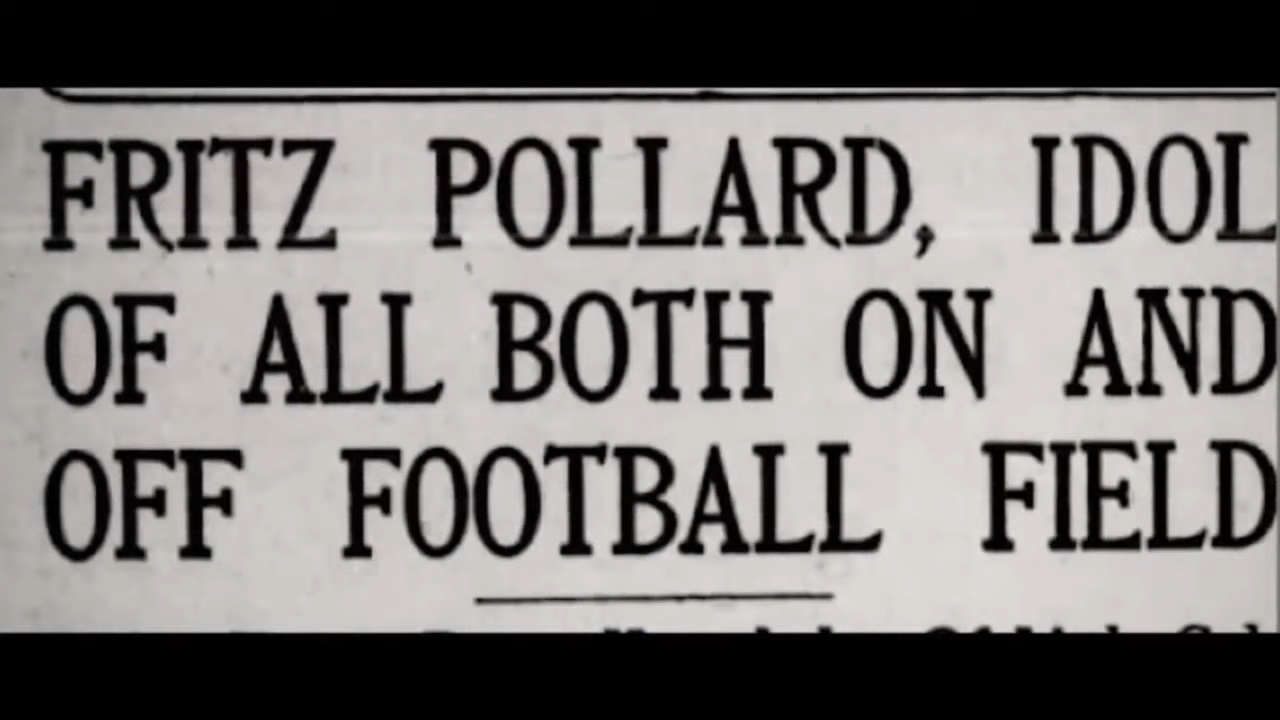 FRITZ POLLARD, IDOL
OF ALL BOTH ON AND
OFF FOOTBALL FIELD